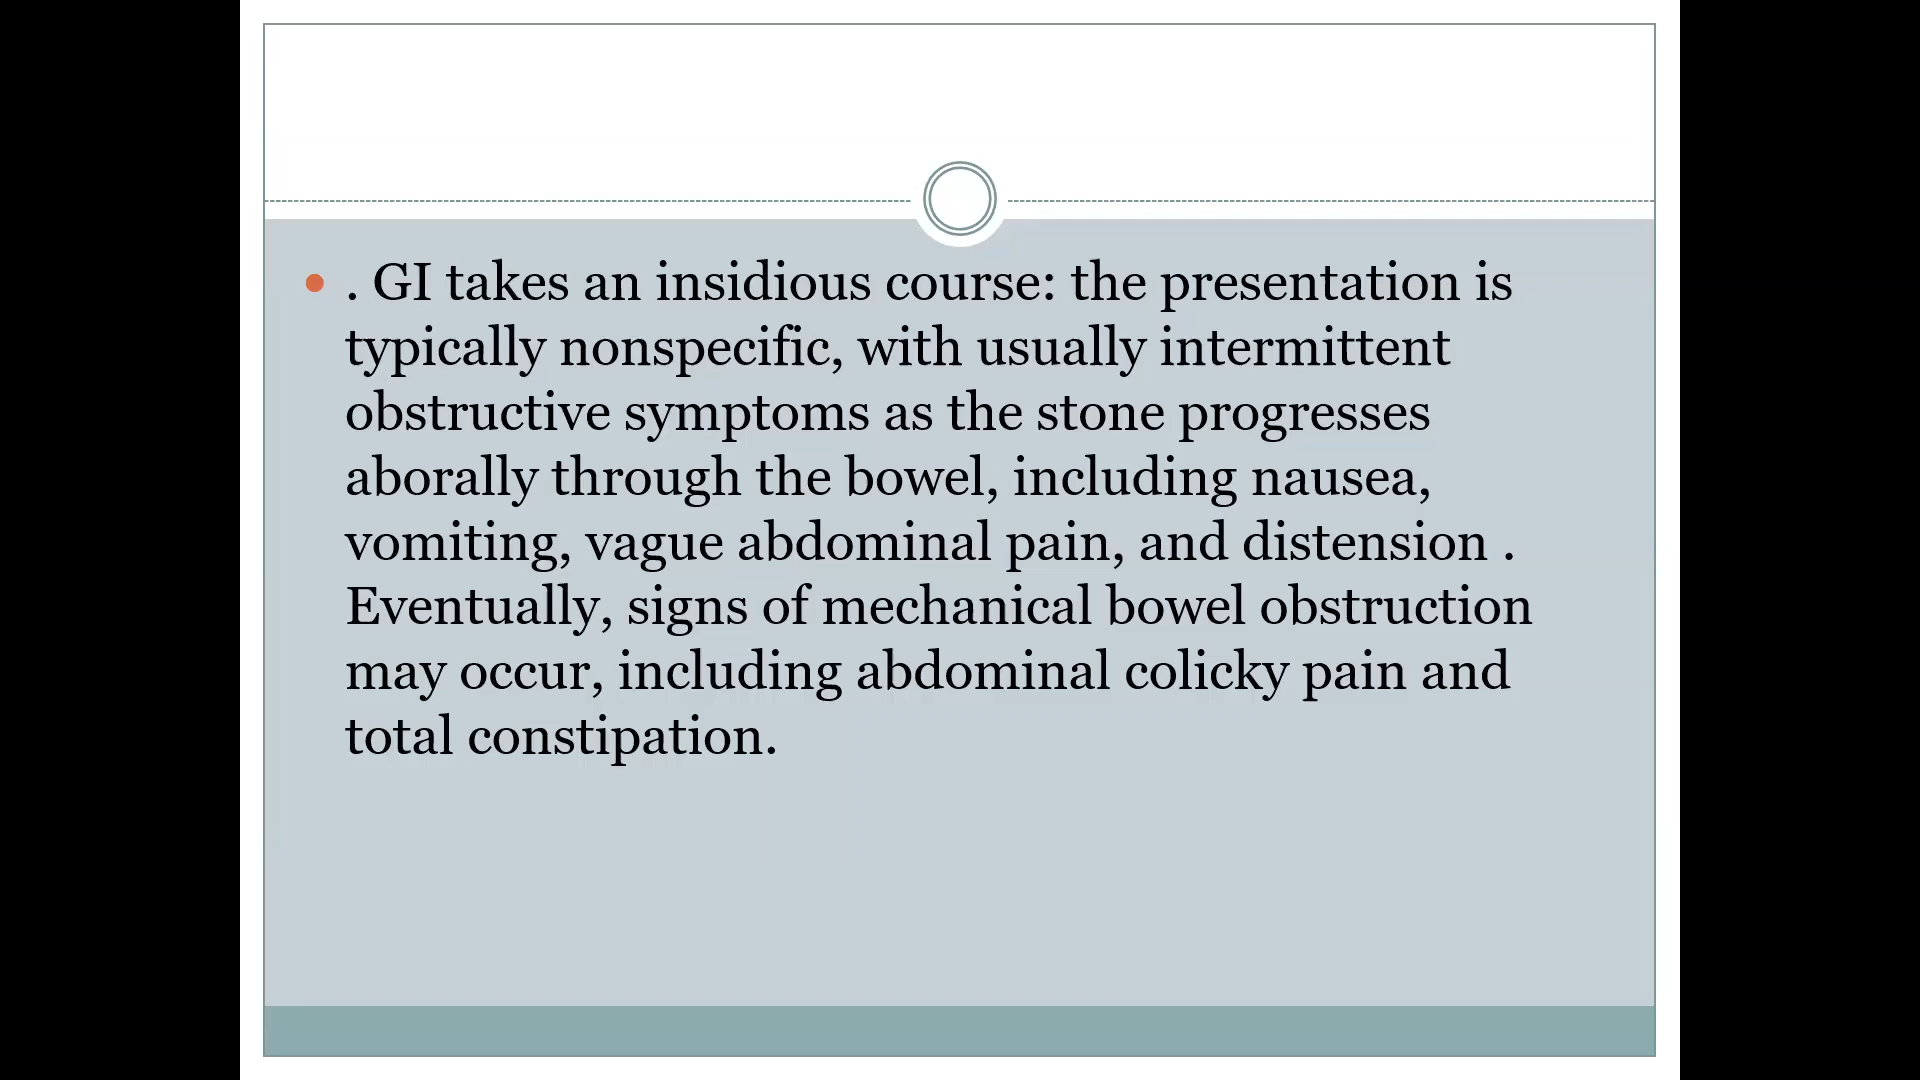 • . GI takes an insidious course: the presentation is
typically nonspecific, with usually intermittent
obstructive symptoms as the stone progresses
aborally through the bowel, including nausea,
vomiting, vague abdominal pain, and distension .
Eventually, signs of mechanical bowel obstruction
may occur, including abdominal colicky pain and
total constipation.